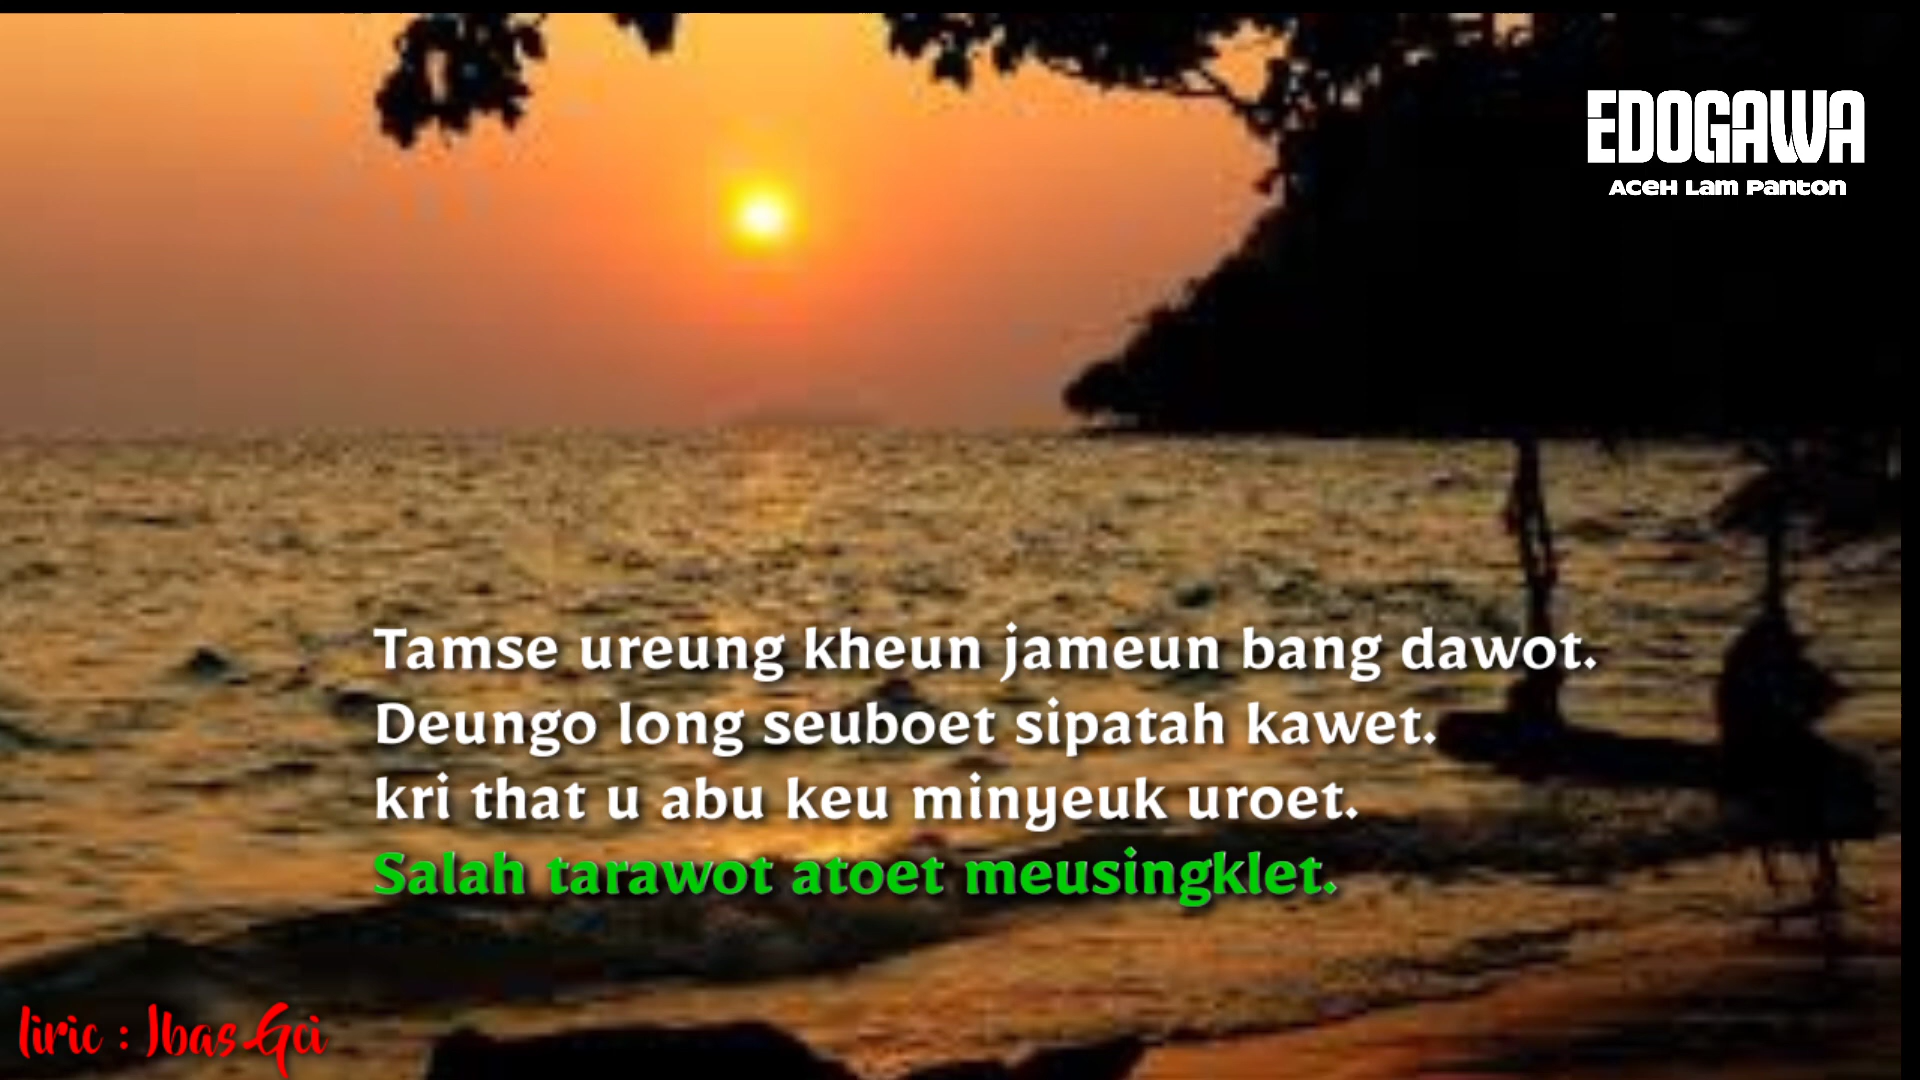 EDOGAWA
Aceh Lam Panton
Tamse ureung kheun jameun bang dawot.
Deungo long seuboet sipatah kawet.
kri that u abu keu minyeuk uroet.
Salah tarawot atoet meusingklet.
liric : Ibas Gci